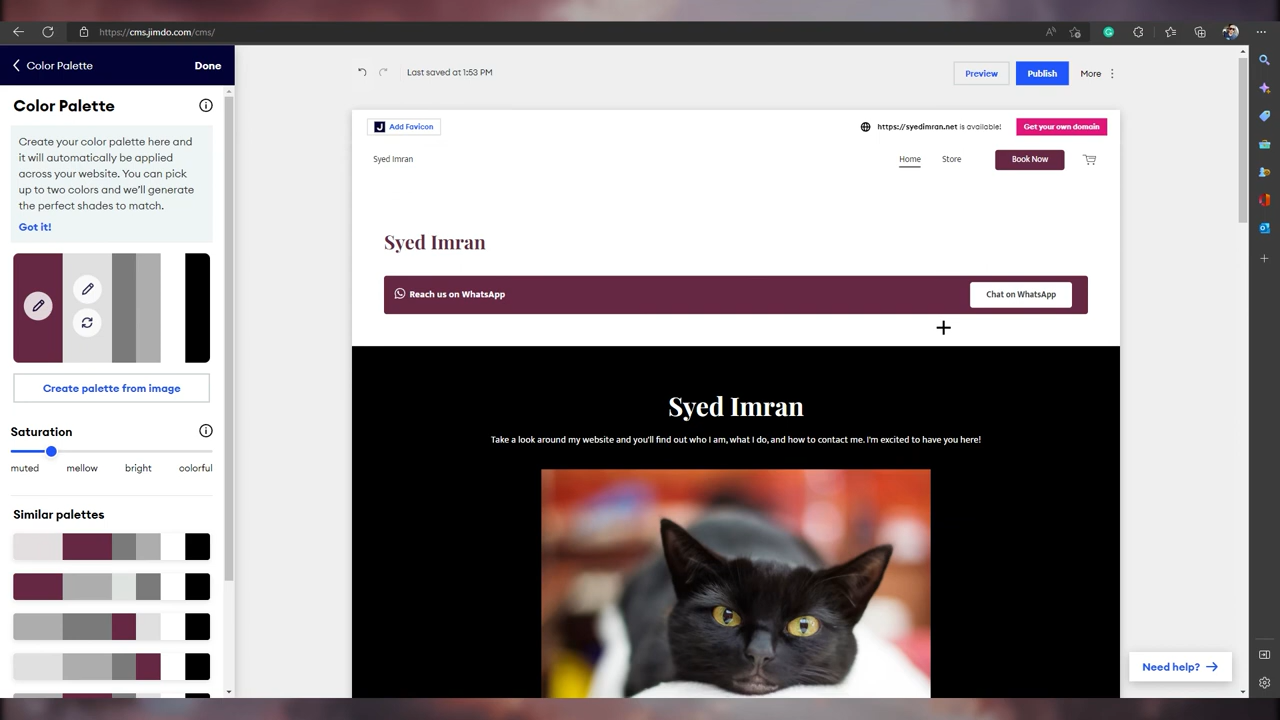 https://cms.jimdo.com/cms/
Color Palette
Done
Color Palette
Create your color palette here and
it will automatically be applied
across your website. You can pick
up to two colors and we'll generate
the perfect shades to match.
Got it!
Create palette from image
Saturation
muted mellow bright colorful
Similar palettes
Last saved at 1:53 PM
Preview
Publish
More
J Add Favicon
https://syedimran.net is available!
Get your own domain
Syed Imran
Home
Store
Book Now
Syed Imran
Reach us on WhatsApp
Chat on WhatsApp
Syed Imran
Take a look around my website and you'll find out who I am, what I do, and how to contact me. I'm excited to have you here!
Need help?